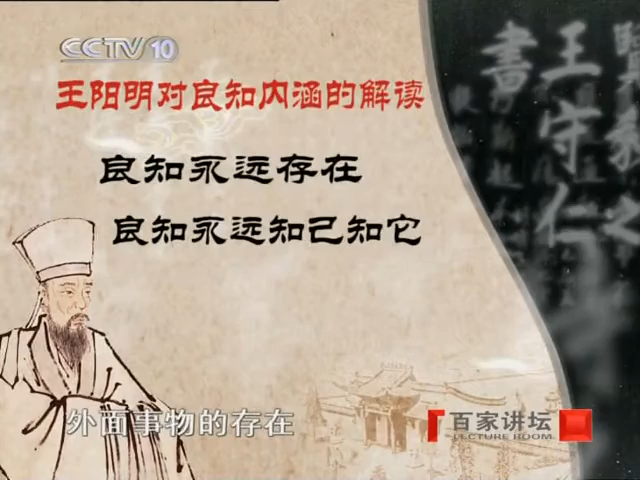 CCTV 10
王阳明对良知内涵的解读
良知永远存在
良知永远知己知它
外面事物的存在
百家讲坛
LECTURE ROOM
書
王守仁